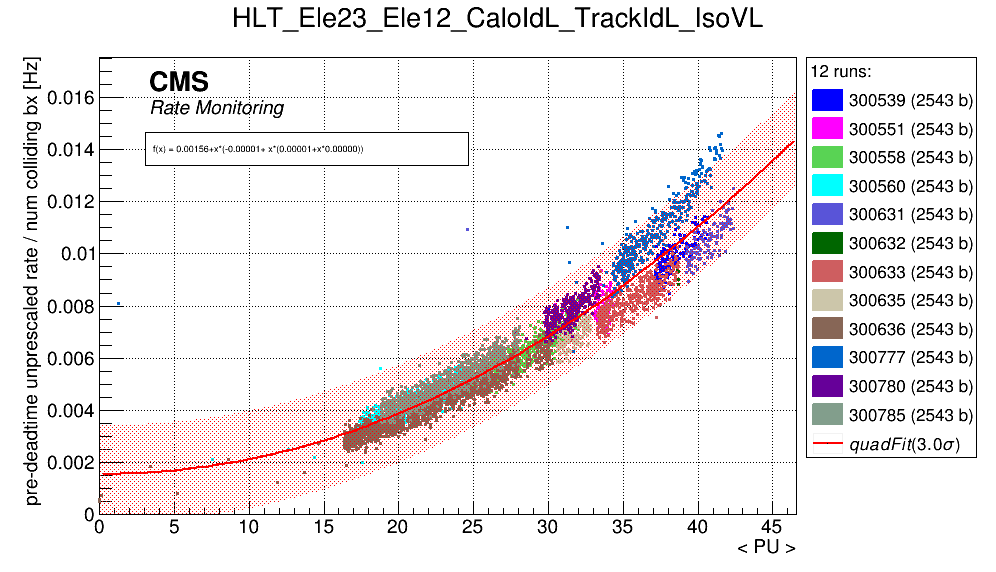 HLT_Ele23_Ele12_CaloIdL_TrackIdL_IsoVL
pre-deadtime unprescaled rate / num colliding bx [Hz]
CMS
Rate Monitoring
f(x) = 0.00156+x*(-0.00001+ x*(0.00001+x*0.00000))
0.016
0.014
0.012
0.01
0.008
0.006
0.004
0.002
0
0 5 10 15 20 25 30 35 40 45
< PU >
12 runs:
300539 (2543 b)
300551 (2543 b)
300558 (2543 b)
300560 (2543 b)
300631 (2543 b)
300632 (2543 b)
300633 (2543 b)
300635 (2543 b)
300636 (2543 b)
300777 (2543 b)
300780 (2543 b)
300785 (2543 b)
quadFit(3.0σ)